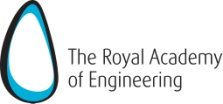 The Royal Academy
of Engineering